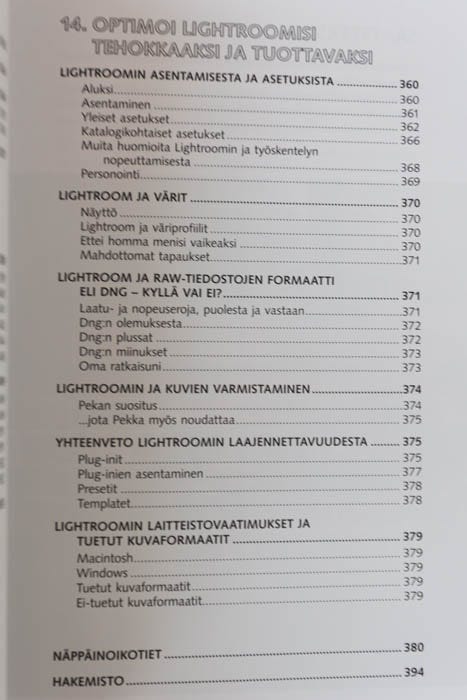 14. OPTIMOI LIGHTROOMISI
TEHOKKAAKSI JA TUOTTAVAKSI
LIGHTROOMIN ASENTAMISESTA JA ASETUKSISTA 360
Aluksi 360
Asentaminen 361
Yleiset asetukset 362
Katalogikohtaiset asetukset 366
Muita huomioita Lightroomin ja työskentelyn
nopeuttamisesta 368
Personointi 369
LIGHTROOM JA VÄRIT 370
Näyttö 370
Lightroom ja väriprofiilit 370
Ettei homma menisi vaikeaksi 370
Mahdottomat tapaukset 371
LIGHTROOM JA RAW-TIEDOSTOJEN FORMAATTI
ELI DNG – KYLLÄ VAI EI? 371
Laatu- ja nopeuseroja, puolesta ja vastaan 371
Dng:n olemuksesta 372
Dng:n plussat 372
Dng:n miinukset 373
Oma ratkaisuni 373
LIGHTROOMIN JA KUVIEN VARMISTAMINEN 374
Pekan suositus 374
...jota Pekka myös noudattaa 375
YHTEENVETO LIGHTROOMIN LAAJENNETTAVUUDESTA 375
Plug-init 375
Plug-inien asentaminen 377
Presetit 378
Templatet 378
LIGHTROOMIN LAITTEISTOVAATIMUKSET JA
TUETUT KUVAFORMAATIT 379
Macintosh 379
Windows 379
Tuetut kuvaformaatit 379
Ei-tuetut kuvaformaatit 379
NÄPPÄINOIKOTIET 380
HAKEMISTO 394